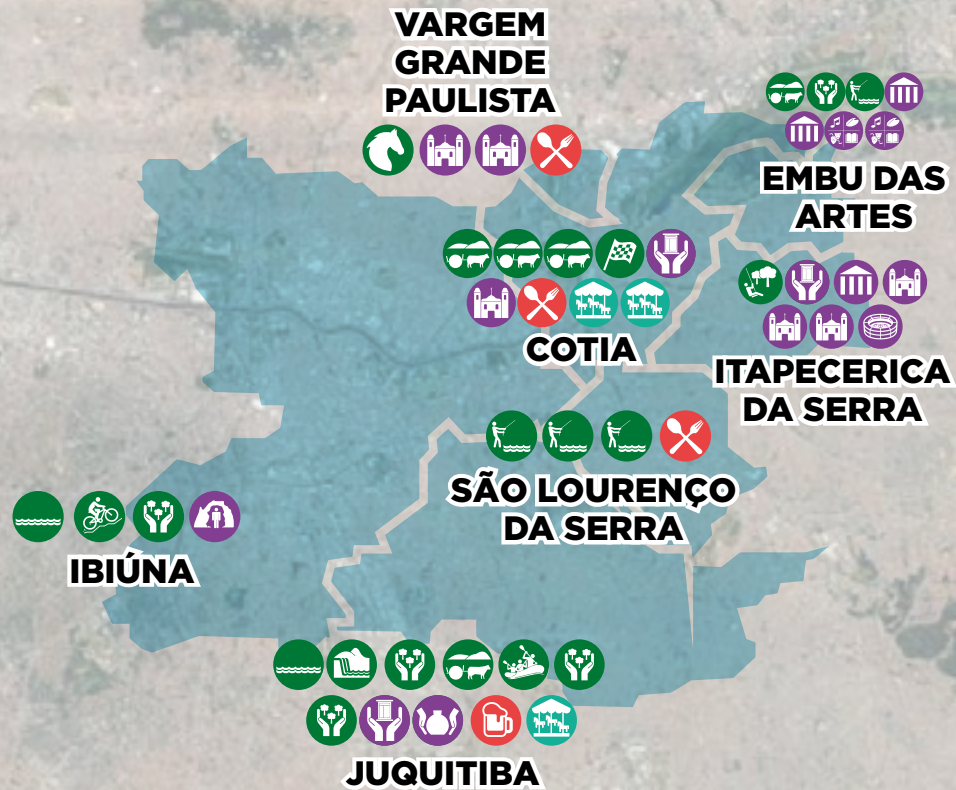 VARGEM
GRANDE
PAULISTA
EMBU DAS
ARTES
COTIA
ITAPECERICA
DA SERRA
SÃO LOURENÇO
DA SERRA
IBIÚNA
JUQUITIBA